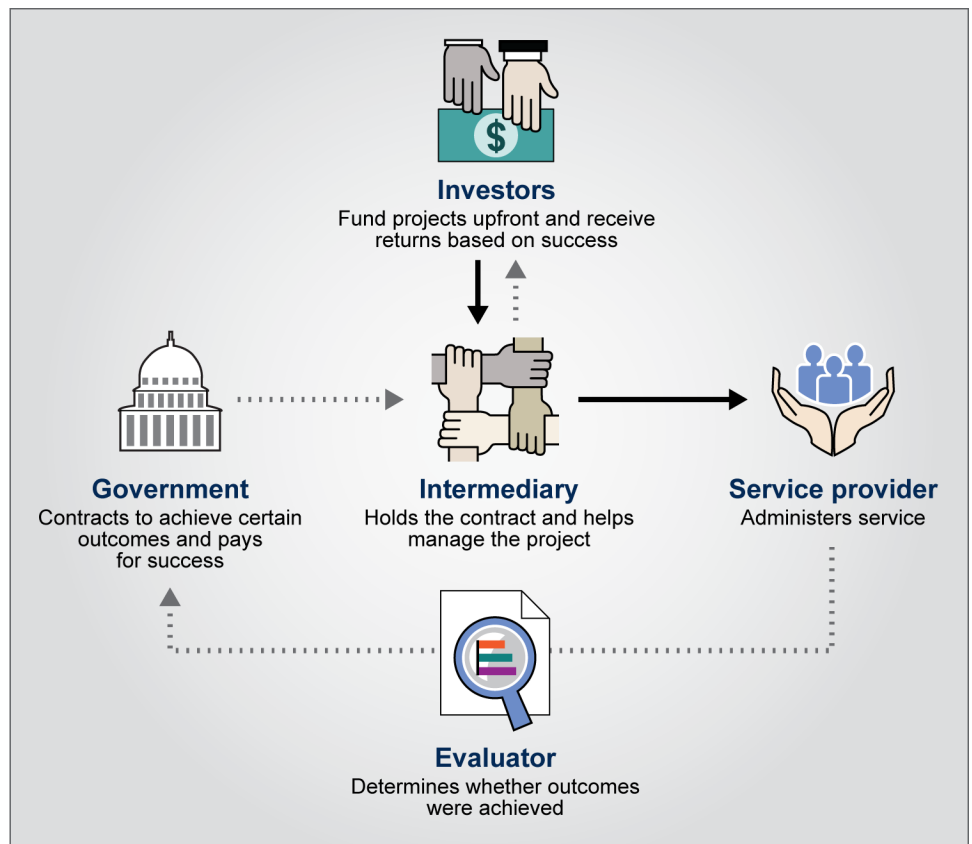 $
Investors
Fund projects upfront and receive
returns based on success
Government
Contracts to achieve certain
outcomes and pays
for success
Intermediary
Holds the contract and helps
manage the project
Service provider
Administers service
Evaluator
Determines whether outcomes
were achieved